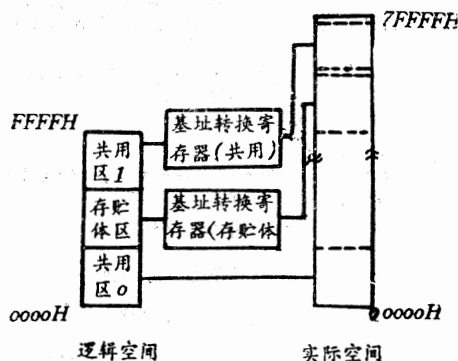 7FFFFH
FFFFH
基址转换寄
存器(共用)
共用
区1
存贮
体区
基址转换寄
存器(存贮体
共用
区0
0000H
0000H
逻辑空间
实际空间